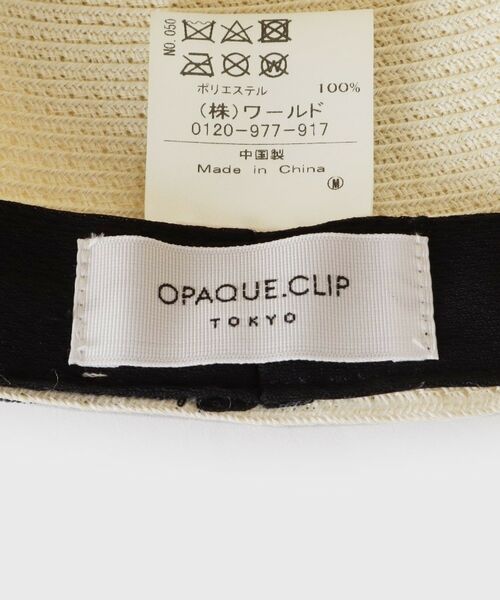 NO.050
ポリエステル 100%
(株)ワールド
0120-977-917
中国製
Made in China
M
OPAQUE.CLIP
TOKYO